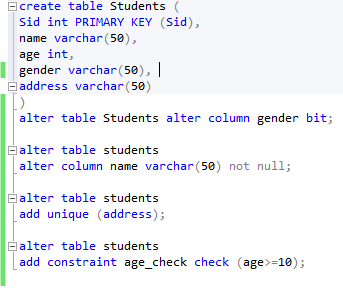 create table Students (
Sid int PRIMARY KEY (Sid),
name varchar(50),
age int,
gender varchar(50),
address varchar(50)
)
alter table Students alter column gender bit;
alter table students
alter column name varchar(50) not null;
alter table students
add unique (address);
alter table students
add constraint age_check check (age>=10);